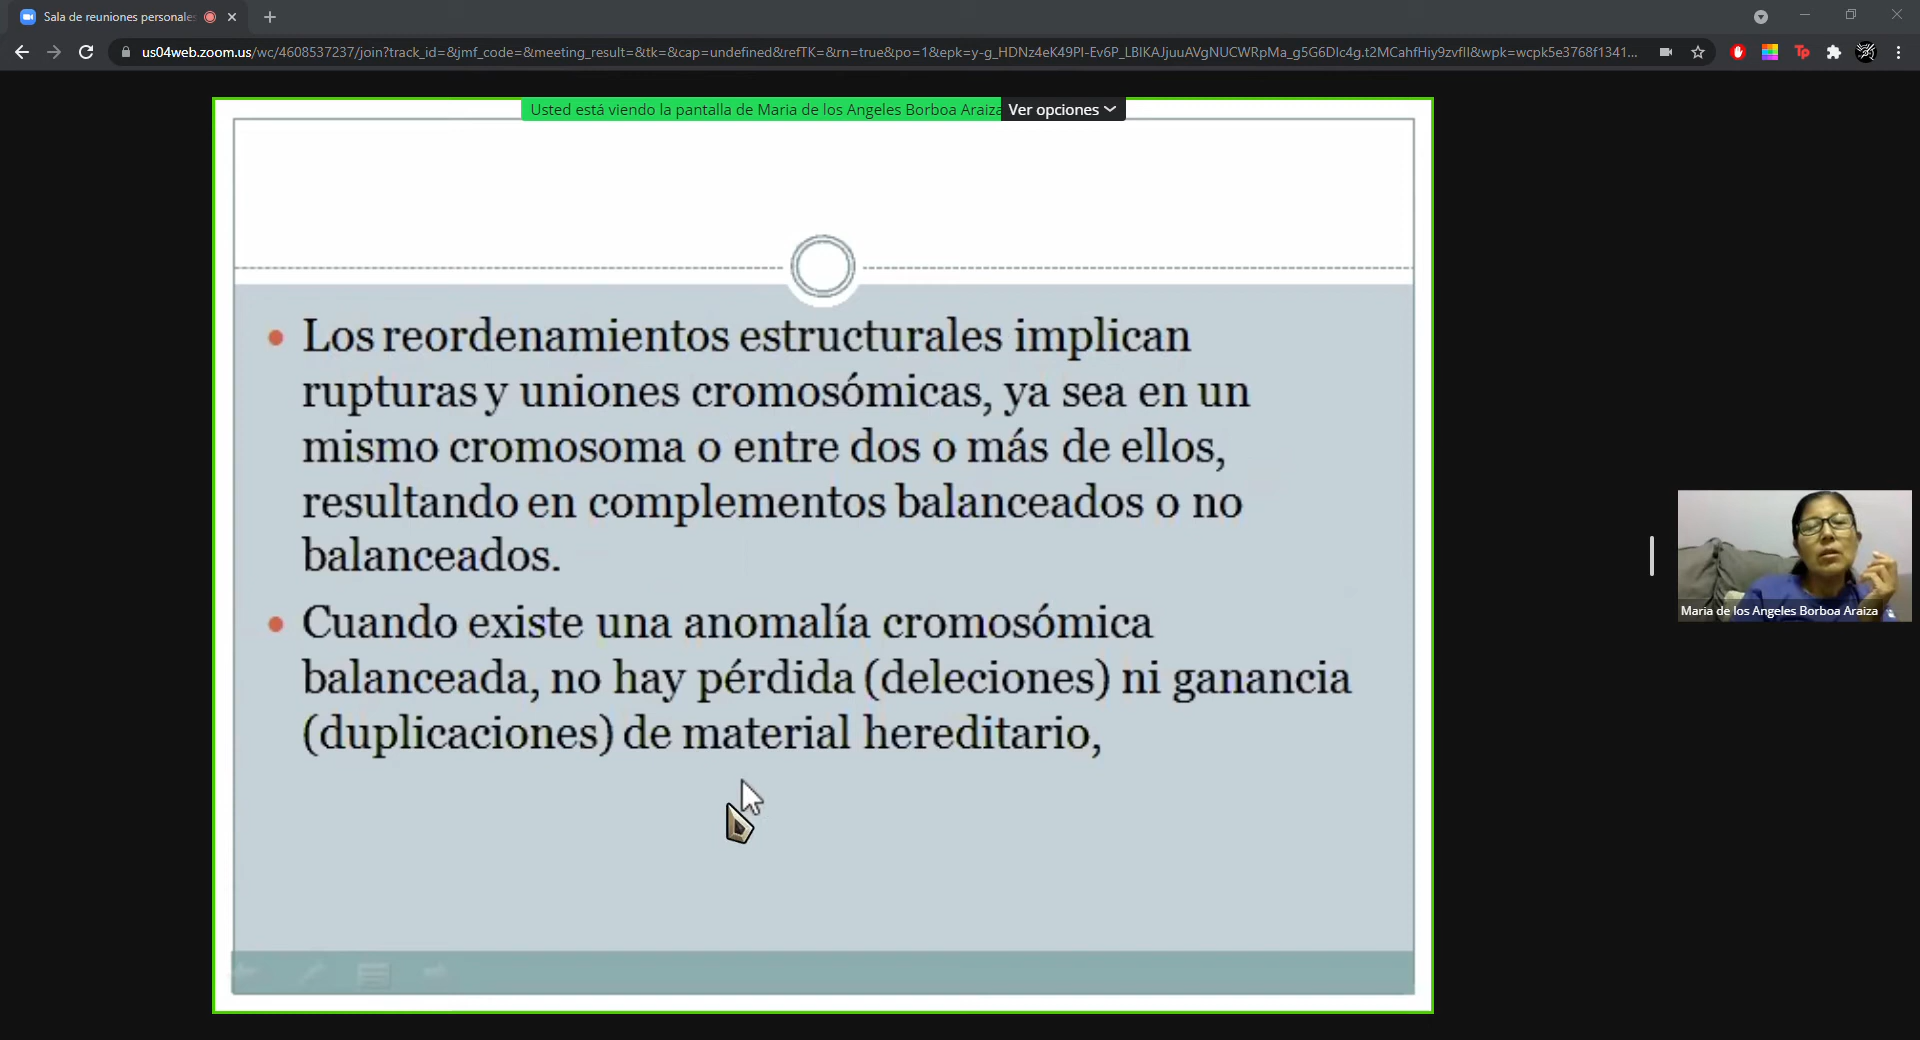 Sala de reuniones personales
us04web.zoom.us/wc/4608537237/join?track_id=&jmf_code=&meeting_result=&tk=&cap=undefined&refTK=&rn=true&po=1&epk=y-g_HDNz4eK49PI-Ev6P_LBIKAJjuuAVgNUCWRpMa_g5G6DIc4g.t2MCahfHiy9zvfII&wpk=wcpk5e3768f1341...
Usted está viendo la pantalla de Maria de los Angeles Borboa Araiza Ver opciones
• Los reordenamientos estructurales implican
rupturas y uniones cromosómicas, ya sea en un
mismo cromosoma o entre dos o más de ellos,
resultando en complementos balanceados o no
balanceados.
• Cuando existe una anomalía cromosómica
balanceada, no hay pérdida (deleciones) ni ganancia
(duplicaciones) de material hereditario,
Maria de los Angeles Borboa Araiza